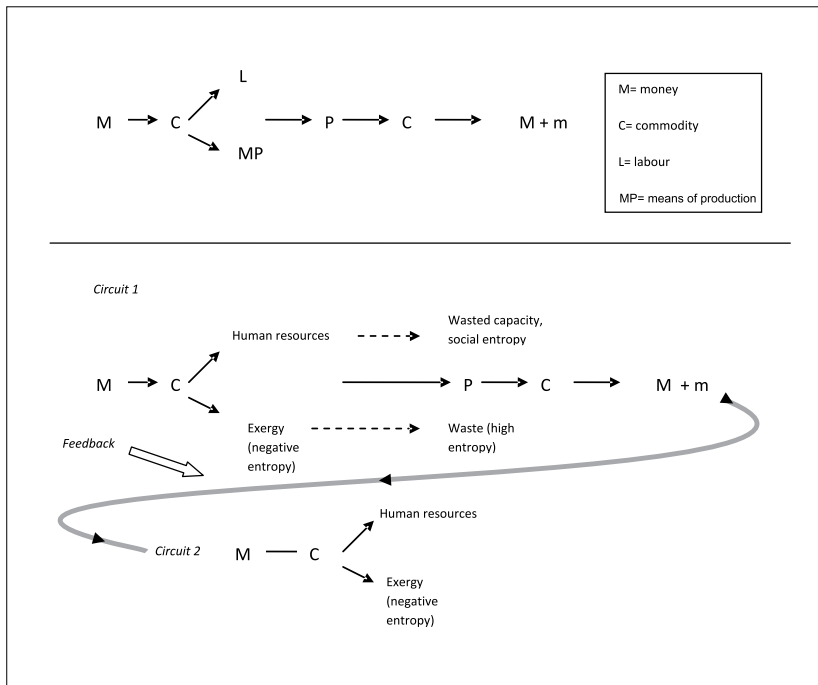 L
M C P C M + m
MP
M= money
C= commodity
L= labour
MP= means of production
Circuit 1
Human resources
Wasted capacity,
social entropy
M C P C M + m
Exergy
(negative
entropy)
Waste (high
entropy)
Feedback
Human resources
Circuit 2 M C
Exergy
(negative
entropy)